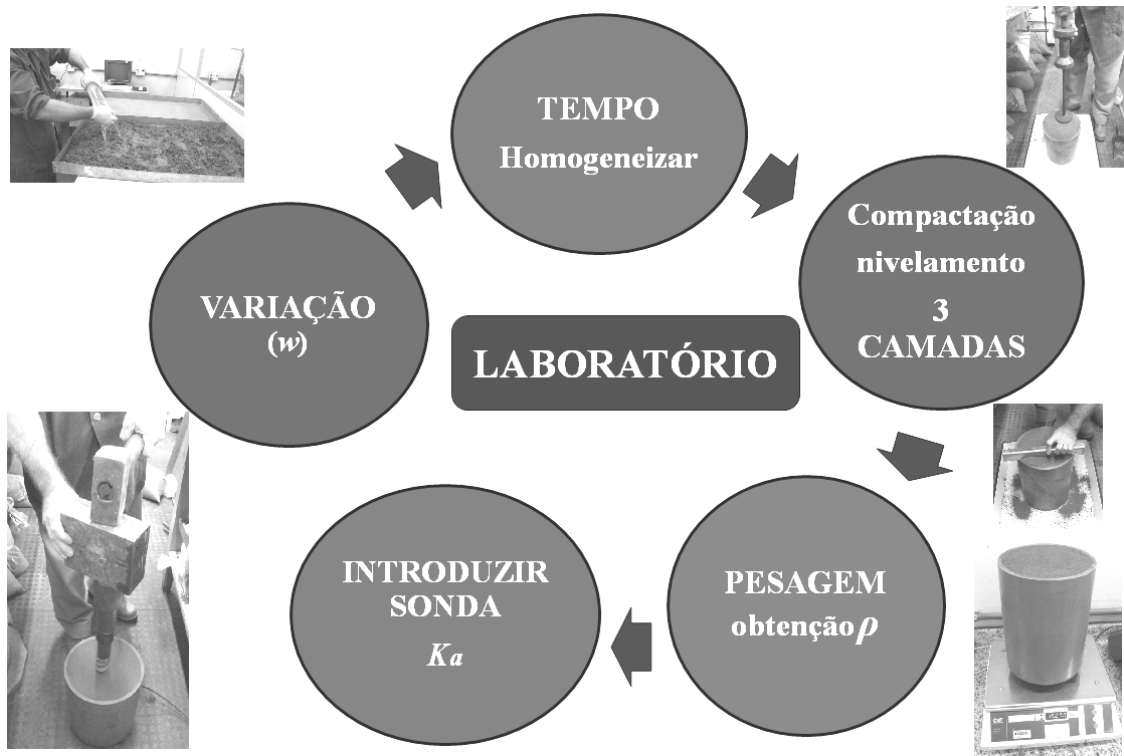 TEMPO
Homogeneizar
Compactação
nivelamento
3
CAMADAS
VARIAÇÃO
(w)
LABORATÓRIO
INTRODUZIR
SONDA
Ka
PESAGEM
obtenção ρ